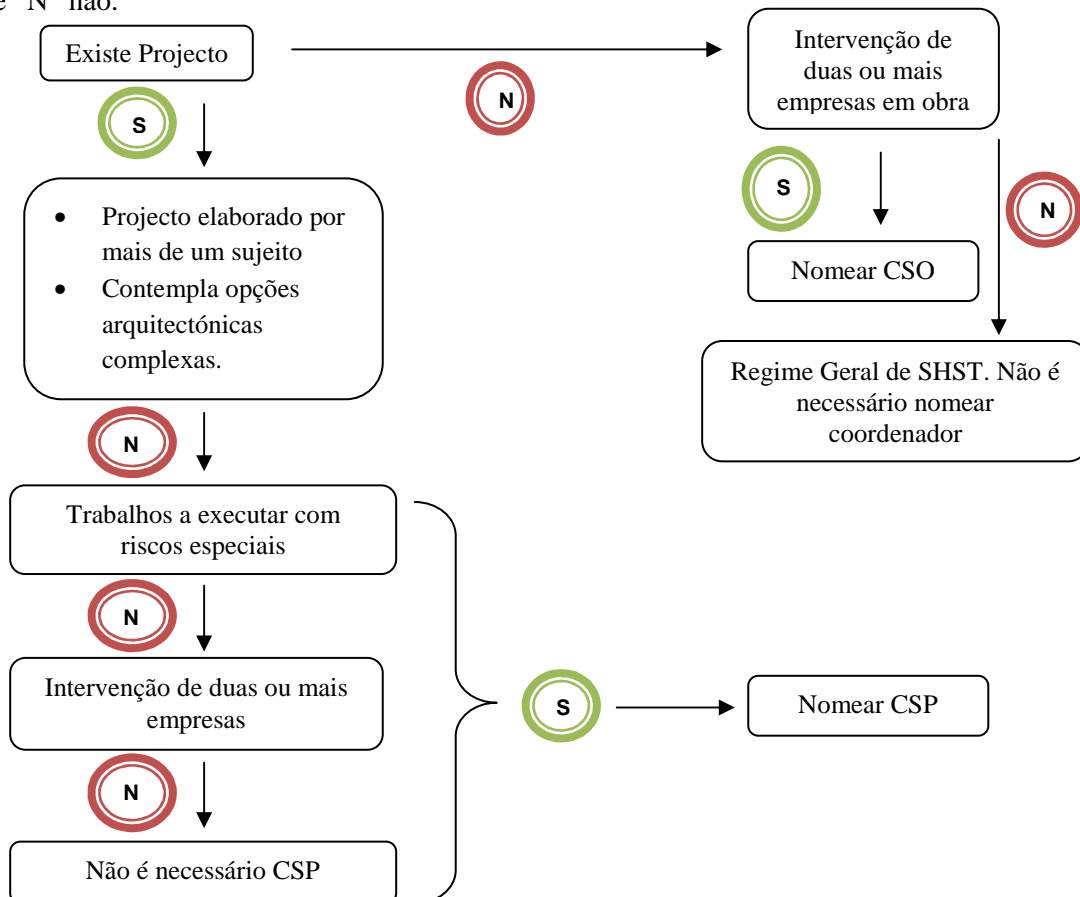 e "N" não.
Existe Projecto
N
Intervenção de
duas ou mais
empresas em obra
S
S
N
• Projecto elaborado por
mais de um sujeito
• Contempla opções
arquitectónicas
complexas.
Nomear CSO
Regime Geral de SHST. Não é
necessário nomear
coordenador
N
Trabalhos a executar com
riscos especiais
N
Intervenção de duas ou mais
empresas
S
Nomear CSP
N
Não é necessário CSP